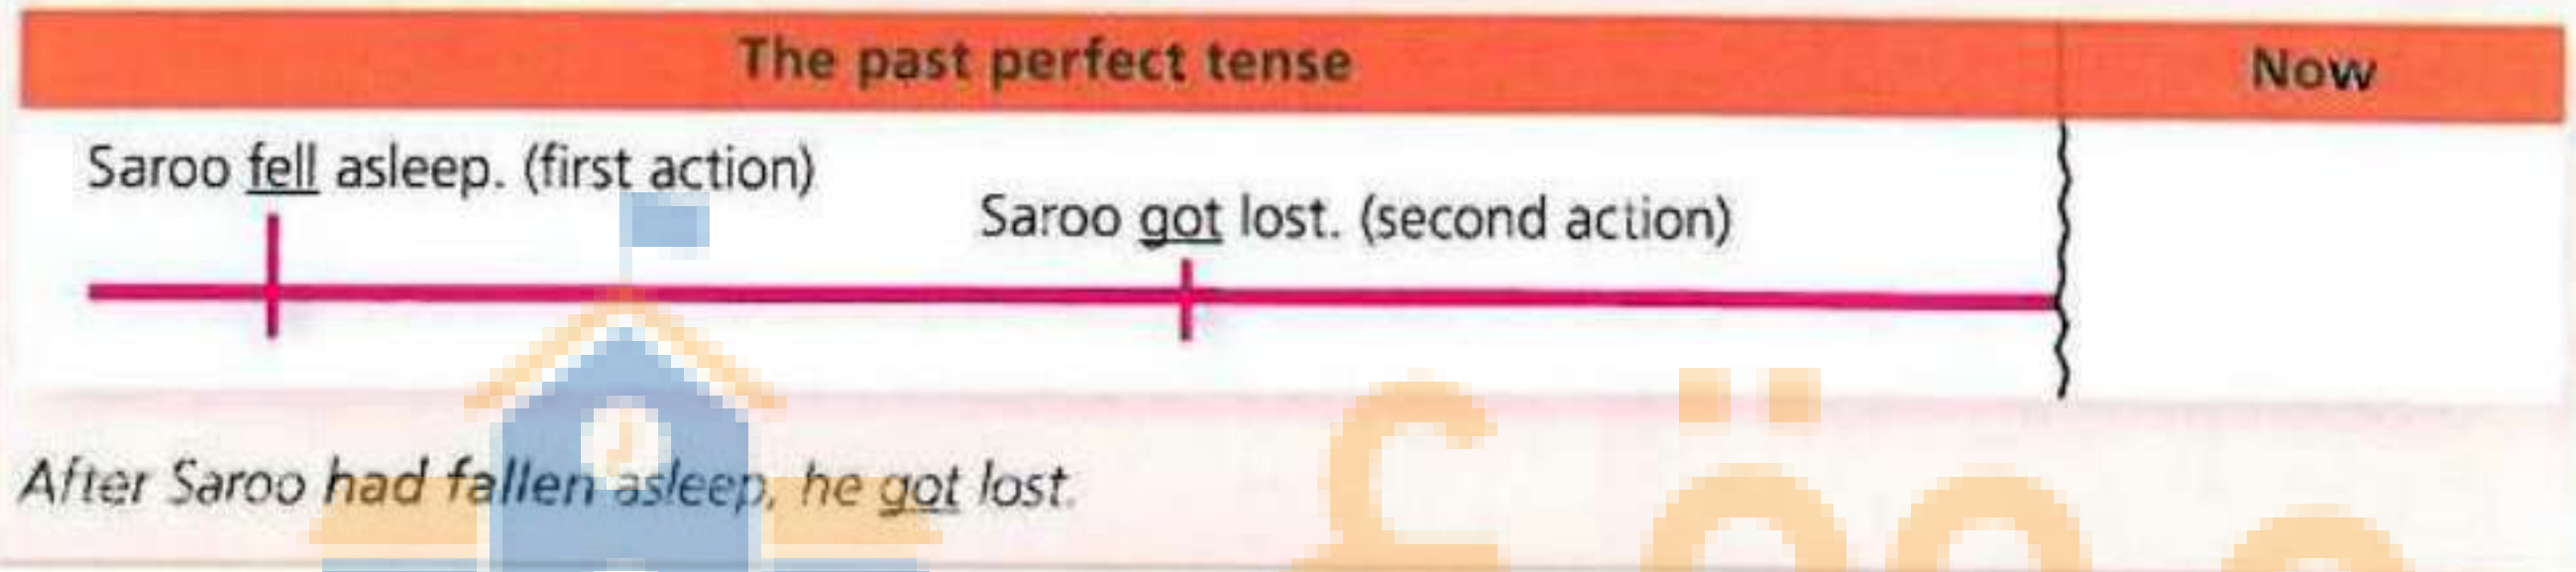 The past perfect tense Now
Saroo fell asleep. (first action)
Saroo got lost. (second action)
After Saroo had fallen asleep, he got lost.